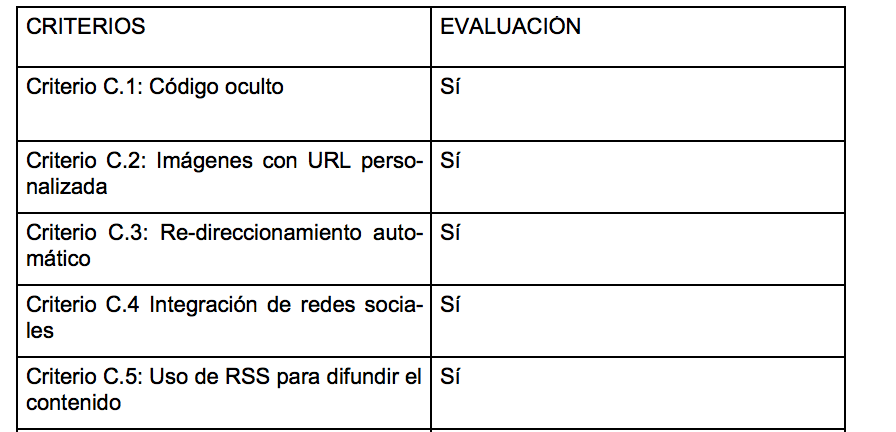 CRITERIOS
EVALUACIÓN
Criterio C.1: Código oculto
Sí
Criterio C.2: Imágenes con URL perso-
nalizada
Sí
Criterio C.3: Re-direccionamiento auto-
mático
Sí
Criterio C.4 Integración de redes socia-
les
Sí
Criterio C.5: Uso de RSS para difundir el
contenido
Sí